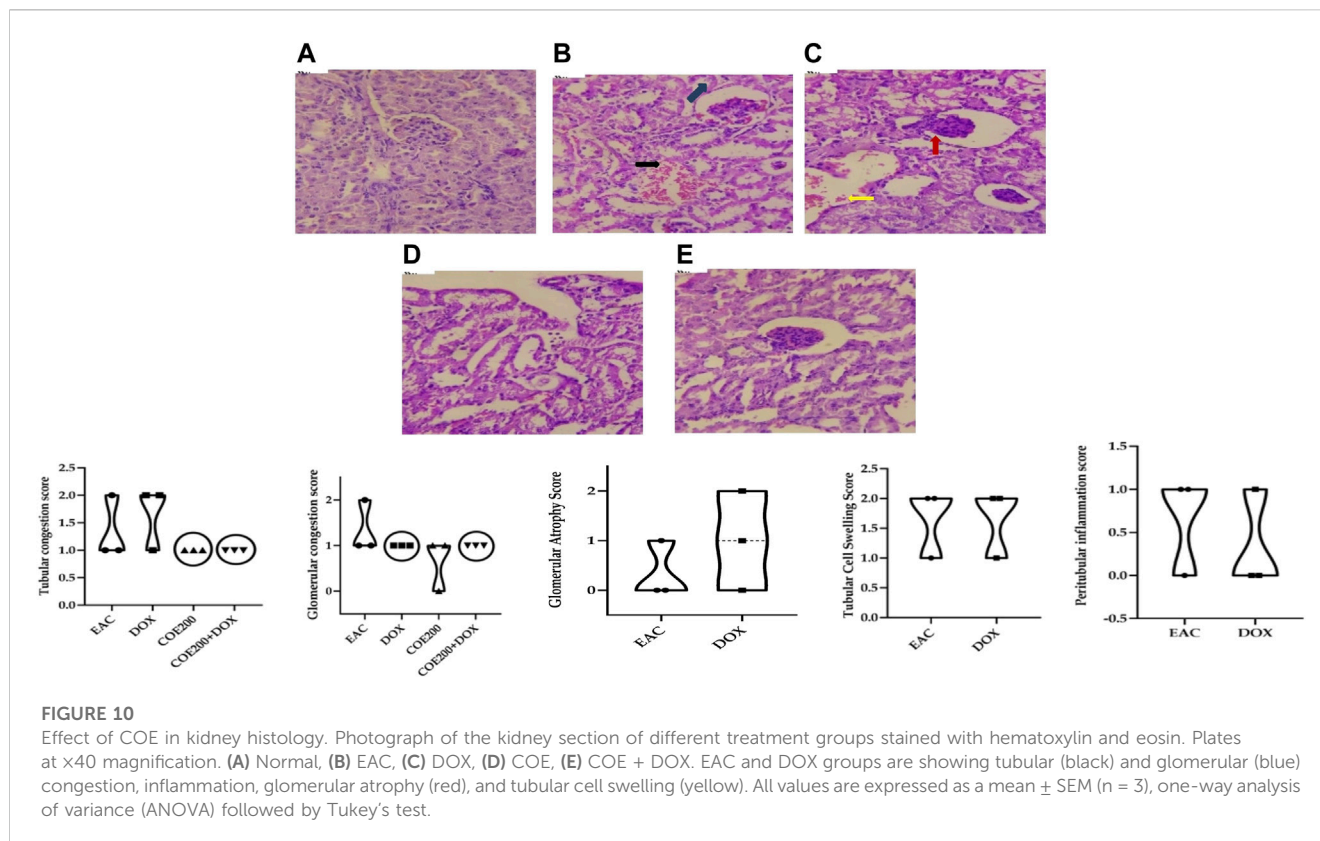 A
B
C
D
E
Tubular congestion score
2.5
2.0
1.5
1.0
0.5
0.0
EAC
DOX
COE200
COE200+DOX
Glomerular congestion score
2
1
0
EAC
DOX
COE200
COE200+DOX
Glomerular Atrophy Score
2
1
0
EAC
DOX
Tubular Cell Swelling Score
2.5
2.0
1.5
1.0
0.5
0.0
EAC
DOX
Peritubular inflammation score
1.5
1.0
0.5
0.0
-0.5
EAC
DOX
FIGURE 10
Effect of COE in kidney histology. Photograph of the kidney section of different treatment groups stained with hematoxylin and eosin. Plates
at ×40 magnification. (A) Normal, (B) EAC, (C) DOX, (D) COE, (E) COE + DOX. EAC and DOX groups are showing tubular (black) and glomerular (blue)
congestion, inflammation, glomerular atrophy (red), and tubular cell swelling (yellow). All values are expressed as a mean ± SEM (n = 3), one-way analysis
of variance (ANOVA) followed by Tukey's test.